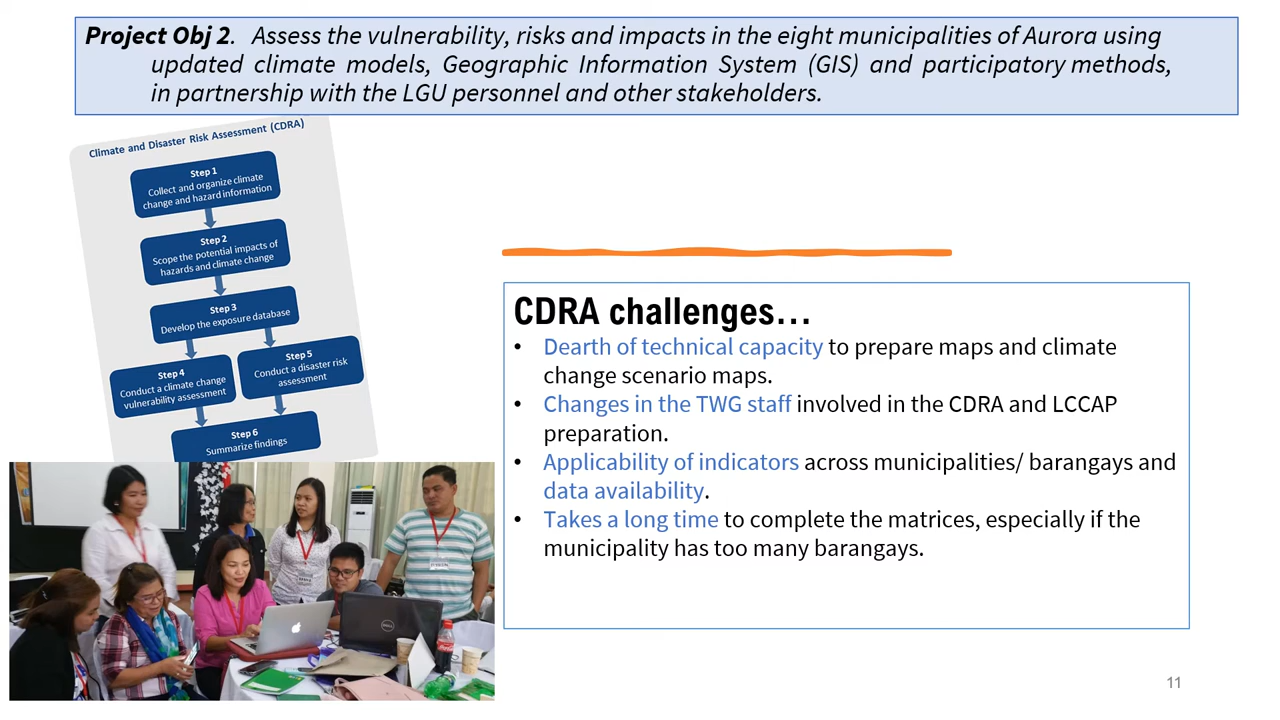 Project Obj 2. Assess the vulnerability, risks and impacts in the eight municipalities of Aurora using
updated climate models, Geographic Information System (GIS) and participatory methods,
in partnership with the LGU personnel and other stakeholders.
Climate and Disaster Risk Assessment (CDRA)
Step 1
Collect and organize climate
change and hazard information
Step 2
Scope the potential impacts of
hazards and climate change
Step 3
Develop the exposure database
Step 4
Conduct a climate change
vulnerability assessment
Step 5
Conduct a disaster risk
assessment
Step 6
Summarize findings
CDRA challenges...
• Dearth of technical capacity to prepare maps and climate
change scenario maps.
• Changes in the TWG staff involved in the CDRA and LCCAP
preparation.
• Applicability of indicators across municipalities/ barangays and
data availability.
• Takes a long time to complete the matrices, especially if the
municipality has too many barangays.
DELL
11